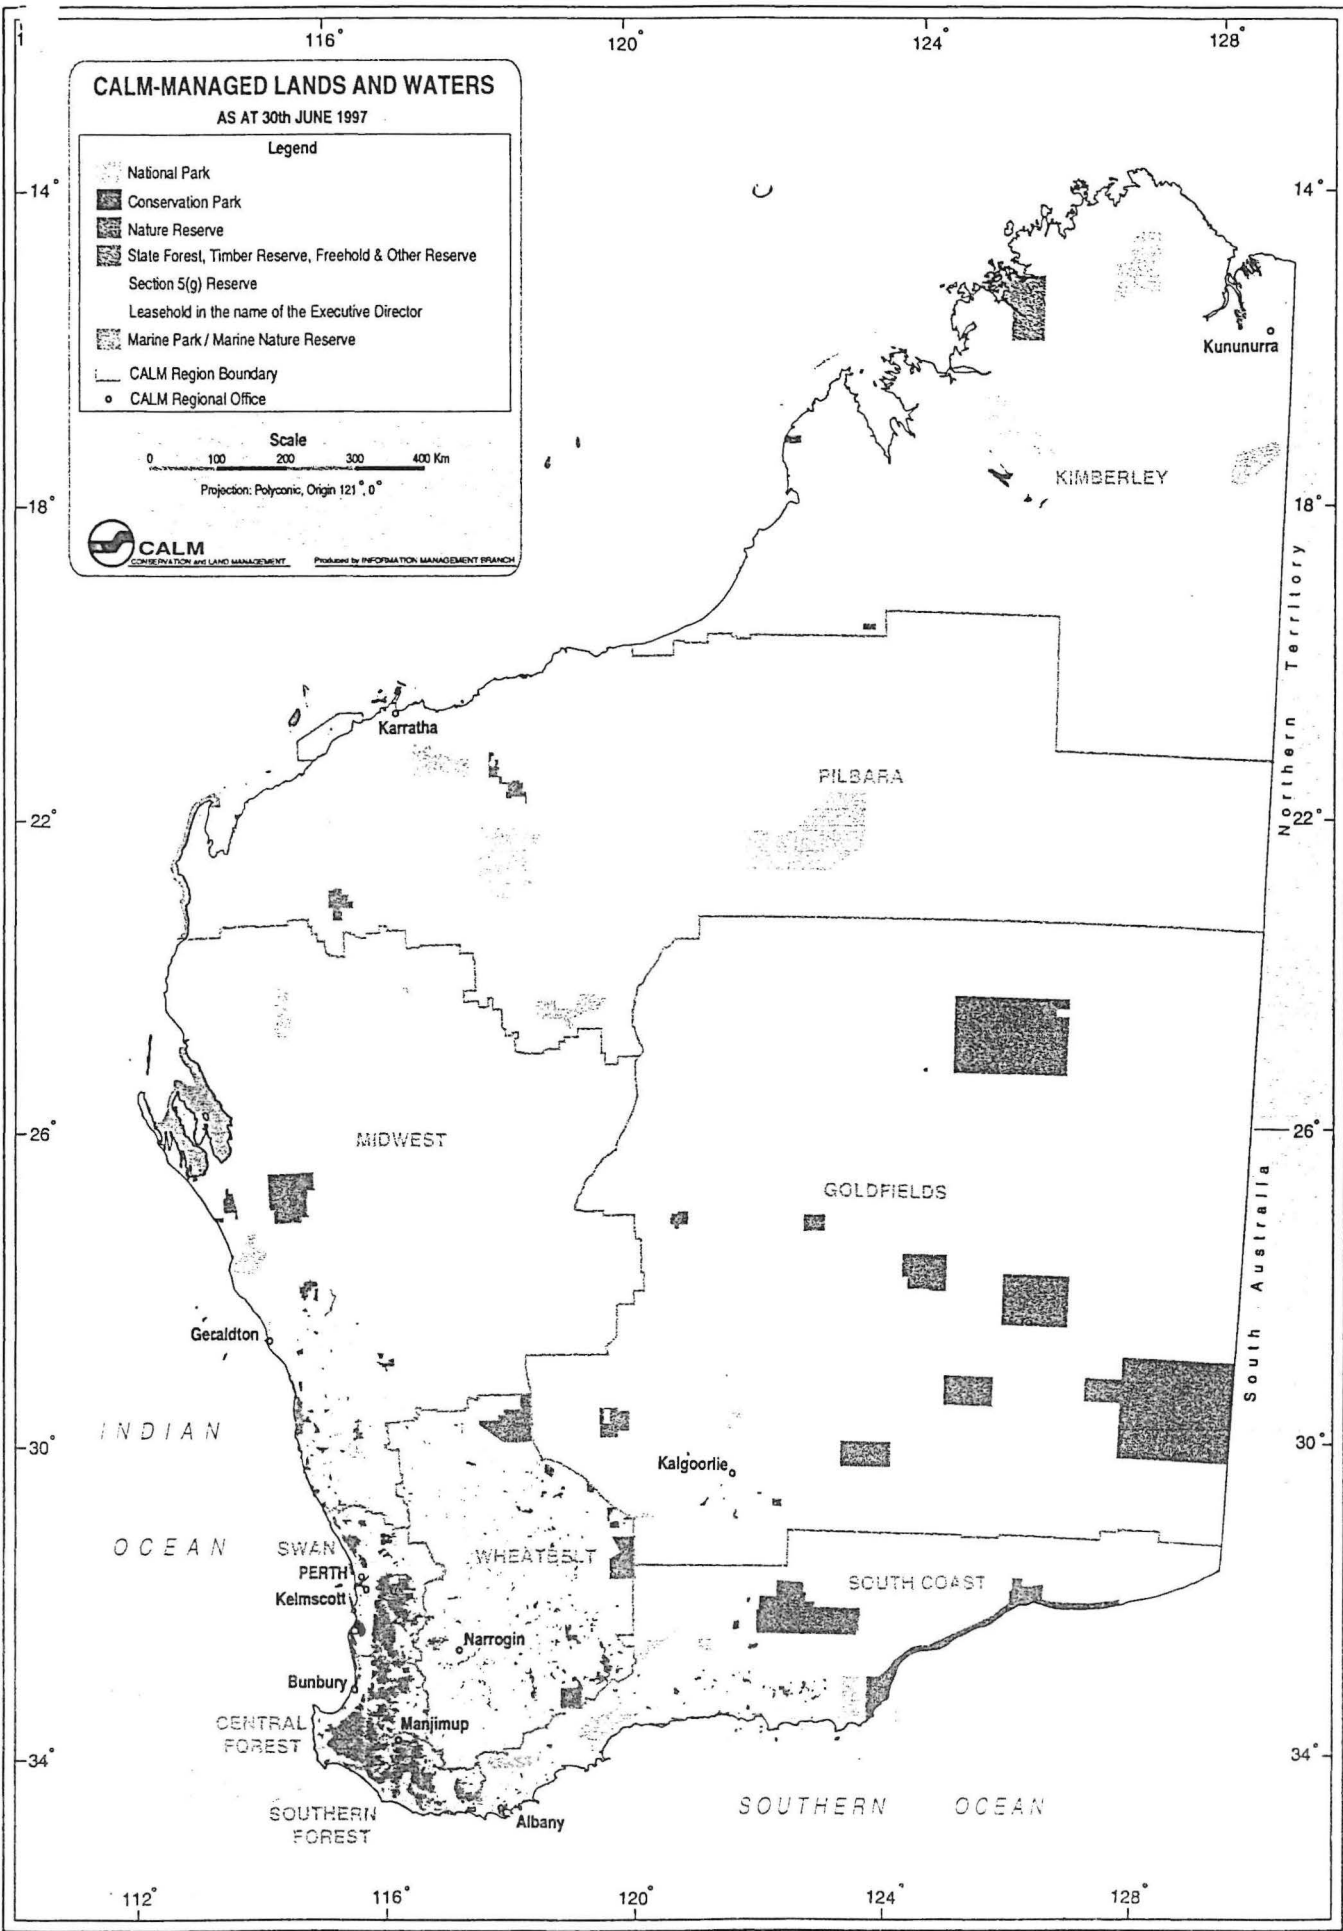 116° 120° 124° 128°
CALM-MANAGED LANDS AND WATERS
AS AT 30th JUNE 1997
Legend
National Park
Conservation Park
Nature Reserve
State Forest, Timber Reserve, Freehold & Other Reserve
Section 5(g) Reserve
Leasehold in the name of the Executive Director
Marine Park / Marine Nature Reserve
CALM Region Boundary
CALM Regional Office
Scale
0 100 200 300 400 Km
Projection: Polyconic, Origin 121°, 0°
CALM
CONSERVATION and LAND MANAGEMENT
Produced by INFORMATION MANAGEMENT BRANCH
14° 14°
Kununurra
KIMBERLEY
18° 18°
Northern Territory
Karratha
PILBARA
22° 22°
26° 26°
MIDWEST
GOLDFIELDS
South Australia
Geraldton
INDIAN
30° 30°
Kalgoorlie
OCEAN
SWAN
WHEATBELT
PERTH
SOUTH COAST
Kelmscott
Narrogin
Bunbury
CENTRAL
FOREST
Manjimup
34° 34°
SOUTHERN
FOREST
Albany
SOUTHERN OCEAN
112° 116° 120° 124° 128°